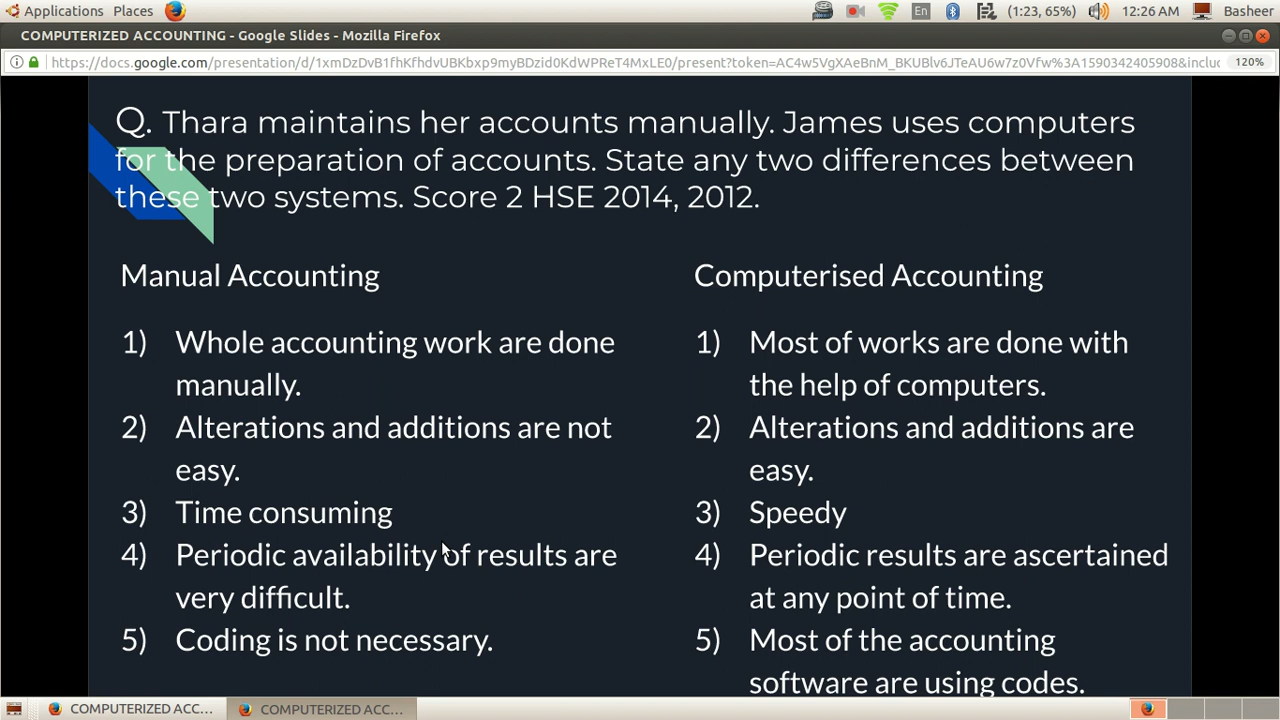 Applications Places En (1:23, 65%) 12:26 AM Basheer
COMPUTERIZED ACCOUNTING - Google Slides - Mozilla Firefox
https://docs.google.com/presentation/d/1xmDzDvB1fhKfhdvUBKbxp9myBDzid0KdWPReT4MxLE0/present?token=AC4w5VgXAeBnM_BKUBlv6JTeAU6w7z0Vfw%3A1590342405908&inclu 120%
Q. Thara maintains her accounts manually. James uses computers
for the preparation of accounts. State any two differences between
these two systems. Score 2 HSE 2014, 2012.
Manual Accounting
1) Whole accounting work are done
manually.
2) Alterations and additions are not
easy.
3) Time consuming
4) Periodic availability of results are
very difficult.
5) Coding is not necessary.
Computerised Accounting
1) Most of works are done with
the help of computers.
2) Alterations and additions are
easy.
3) Speedy
4) Periodic results are ascertained
at any point of time.
5) Most of the accounting
software are using codes.
COMPUTERIZED ACC... COMPUTERIZED ACC...